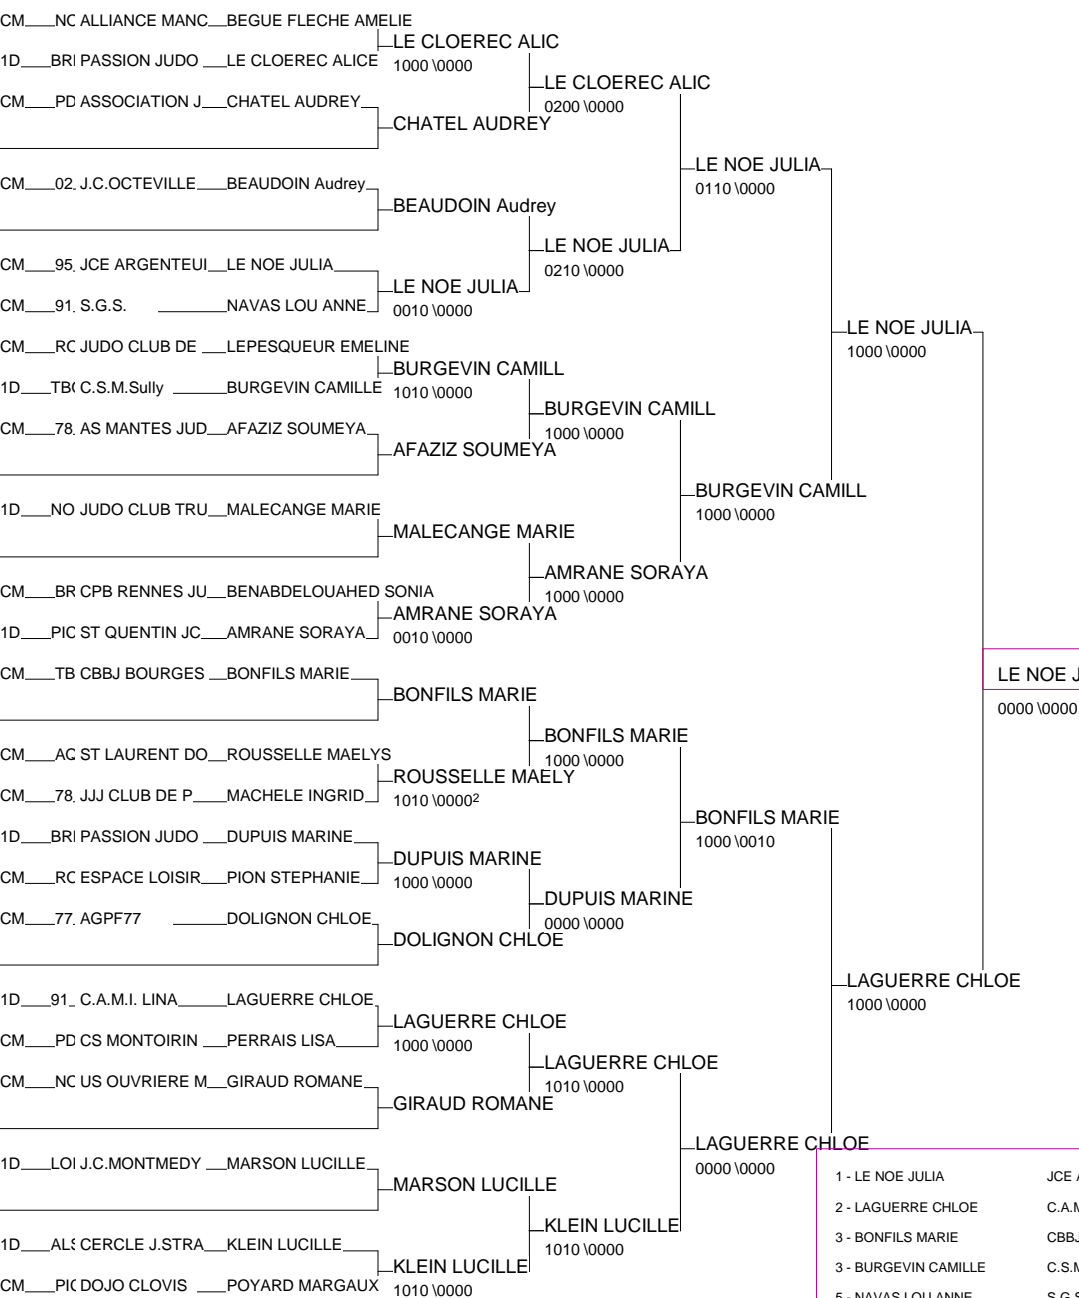 CM NC ALLIANCE MANC BEGUE FLECHE AMELIE
LE CLOEREC ALIC
1D BRI PASSION JUDO LE CLOEREC ALICE 1000 \0000
LE CLOEREC ALIC
CM PD ASSOCIATION J CHATEL AUDREY 0200 \0000
CHATEL AUDREY
LE NOE JULIA
CM 02 J.C.OCTEVILLE BEAUDOIN Audrey 0110 \0000
BEAUDOIN Audrey
LE NOE JULIA
CM 95 JCE ARGENTEUI LE NOE JULIA 0210 \0000
LE NOE JULIA
CM 91 S.G.S. NAVAS LOU ANNE 0010 \0000
LE NOE JULIA
CM RC JUDO CLUB DE LEPESQUEUR EMELINE 1000 \0000
BURGEVIN CAMILL
1D TB( C.S.M.Sully BURGEVIN CAMILLE 1010 \0000
BURGEVIN CAMILL
CM 78 AS MANTES JUD AFAZIZ SOUMEYA 1000 \0000
AFAZIZ SOUMEYA
BURGEVIN CAMILL
1D NO JUDO CLUB TRU MALECANGE MARIE 1000 \0000
MALECANGE MARIE
AMRANE SORAYA
CM BR CPB RENNES JU BENABDELOUAHED SONIA 1000 \0000
AMRANE SORAYA
1D PIC ST QUENTIN JC AMRANE SORAYA 0010 \0000
CM TB CBBJ BOURGES BONFILS MARIE LE NOE J
BONFILS MARIE 0000 \0000
BONFILS MARIE
CM AQ ST LAURENT DO ROUSSELLE MAELYS 1000 \0000
ROUSSELLE MAELY
CM 78 JJJ CLUB DE P MACHELE INGRID 1010 \0000²
BONFILS MARIE
1D BRI PASSION JUDO DUPUIS MARINE 1000 \0010
DUPUIS MARINE
CM RC ESPACE LOISIR PION STEPHANIE 1000 \0000
DUPUIS MARINE
CM 77 AGPF77 DOLIGNON CHLOE 0000 \0000
DOLIGNON CHLOE
LAGUERRE CHLOE
1D 91 C.A.M.I. LINA LAGUERRE CHLOE 1000 \0000
LAGUERRE CHLOE
CM PD CS MONTOIRIN PERRAIS LISA 1000 \0000
LAGUERRE CHLOE
CM NC US OUVRIERE M GIRAUD ROMANE 1010 \0000
GIRAUD ROMANE
LAGUERRE CHLOE
1D LOI J.C.MONTMEDY MARSON LUCILLE 0000 \0000
1 - LE NOE JULIA JCE A
MARSON LUCILLE
2 - LAGUERRE CHLOE C.A.M
KLEIN LUCILLE
3 - BONFILS MARIE CBBJ
1D ALS CERCLE J.STRA KLEIN LUCILLE 1010 \0000
KLEIN LUCILLE
3 - BURGEVIN CAMILLE C.S.M
CM PIC DOJO CLOVIS POYARD MARGAUX 1010 \0000
5 - NAVAS LOU ANNE S.G.S